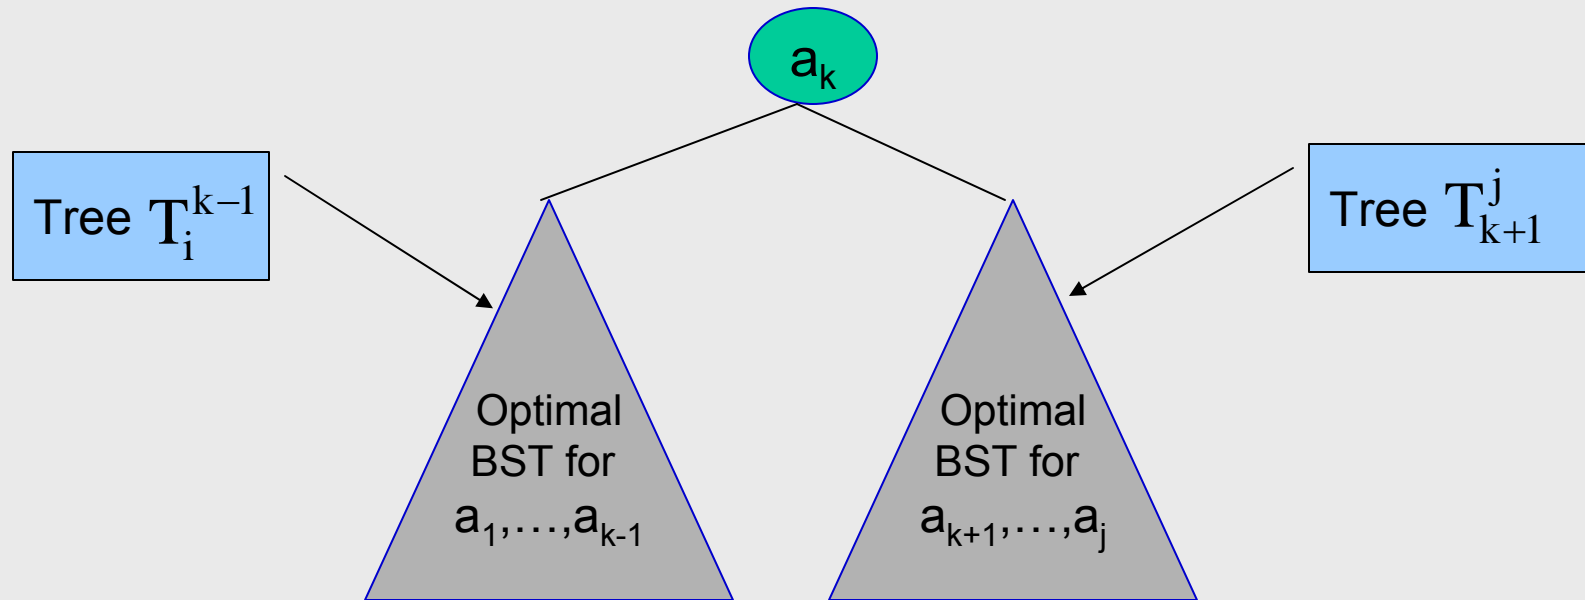 a_k
Tree T_i^{k−1}
Tree T_{k+1}^j
Optimal
BST for
a_1,…,a_{k-1}
Optimal
BST for
a_{k+1},…,a_j